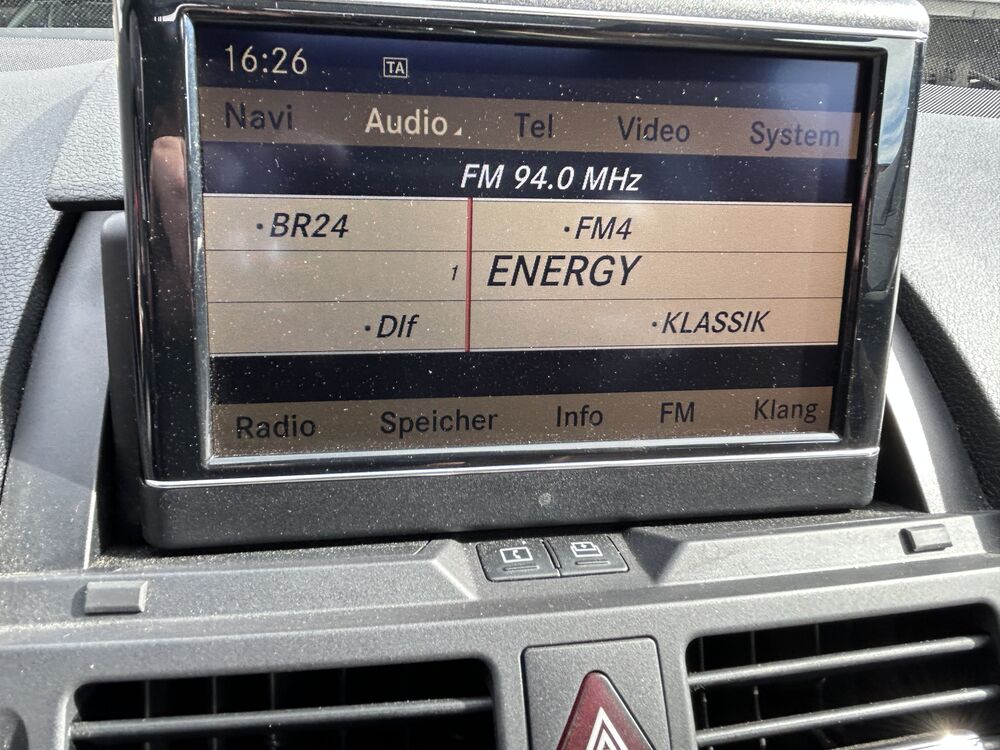 16:26 TA
Navi Audio Tel Video System
FM 94.0 MHz
·BR24 ·FM4
1 ENERGY
·Dlf ·KLASSIK
Radio Speicher Info FM Klang